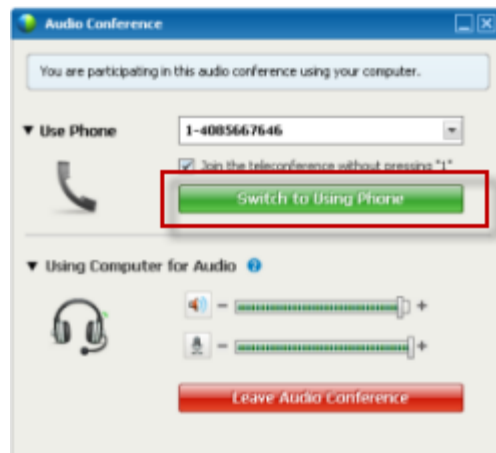 Audio Conference
You are participating in this audio conference using your computer.
▼ Use Phone
1-4085667646
Join the teleconference without pressing "1"
Switch to Using Phone
▼ Using Computer for Audio ?
- +
- +
Leave Audio Conference